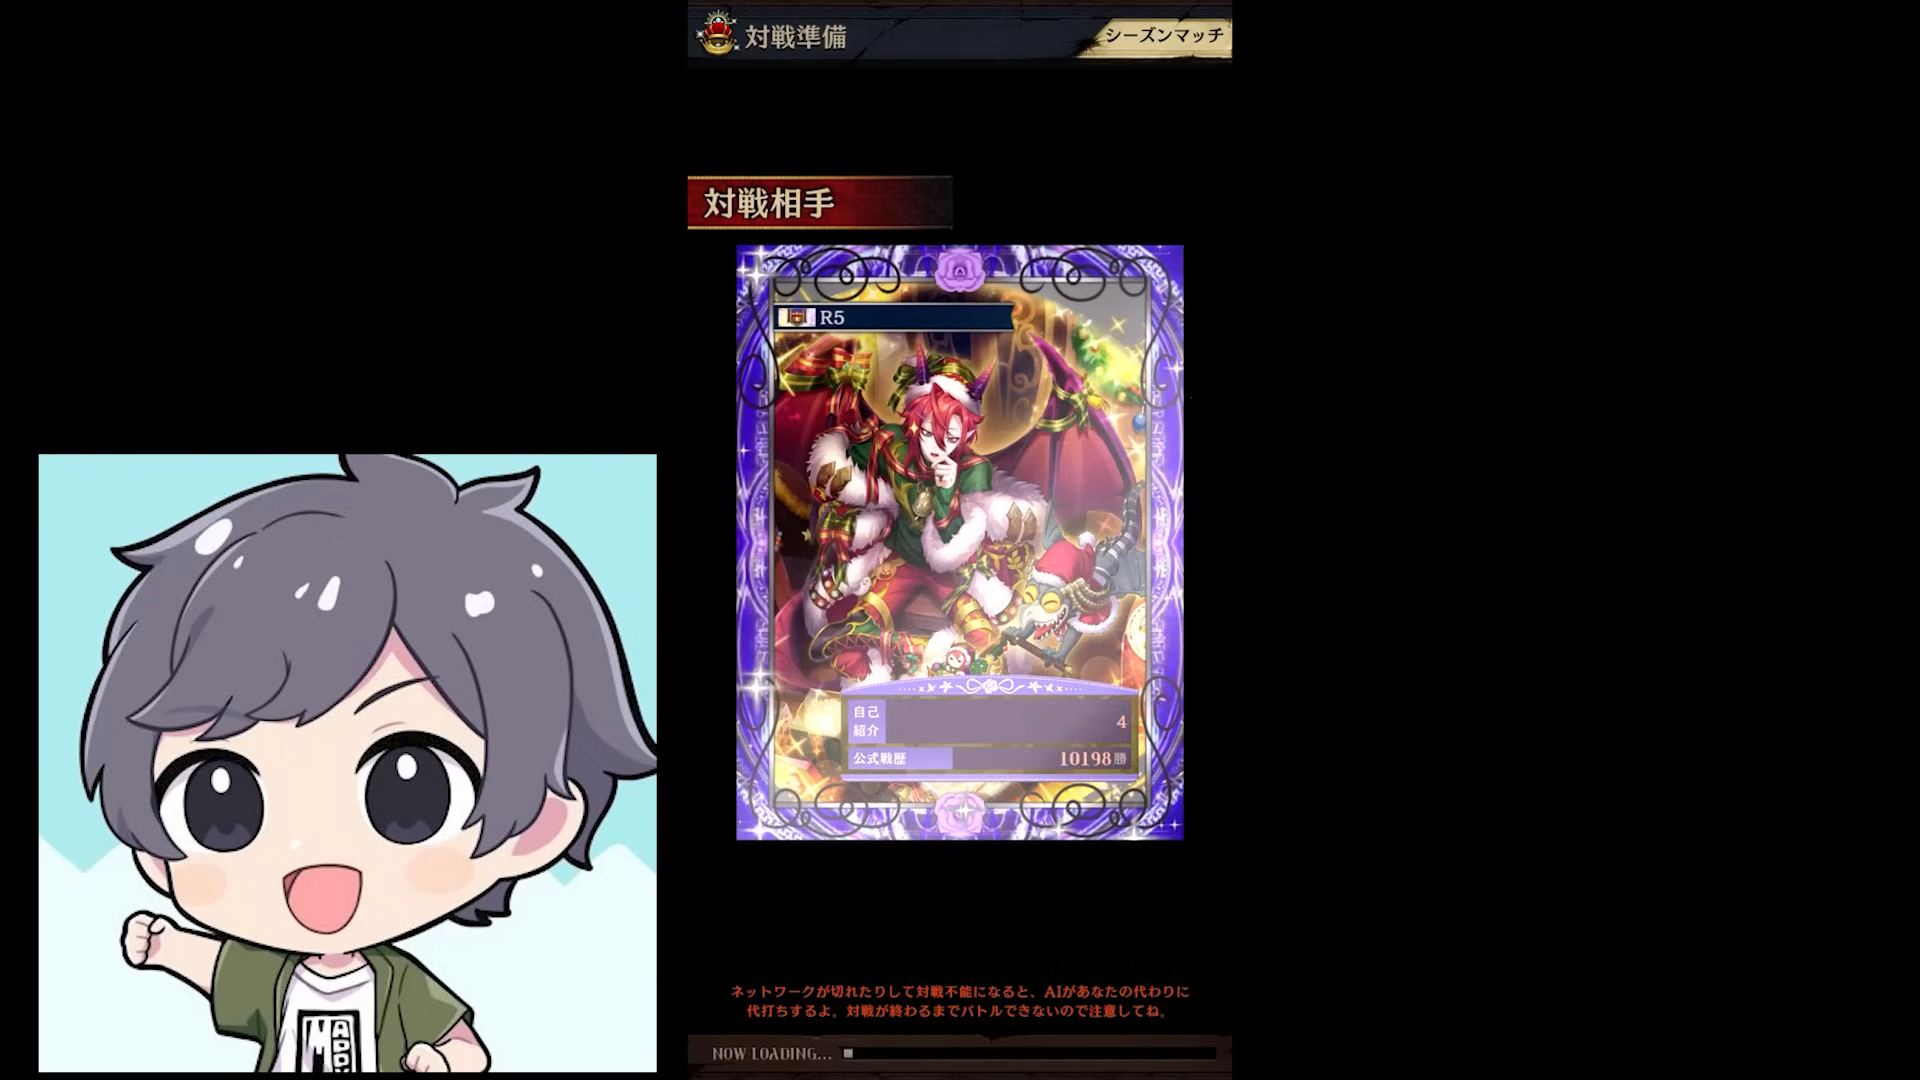 対戦準備
シーズンマッチ
対戦相手
R5
自己
紹介
4
公式戦歴
10198勝
ネットワークが切れたりして対戦不能になると、AIがあなたの代わりに
代打ちするよ。対戦が終わるまでバトルできないので注意してね。
NOW LOADING...